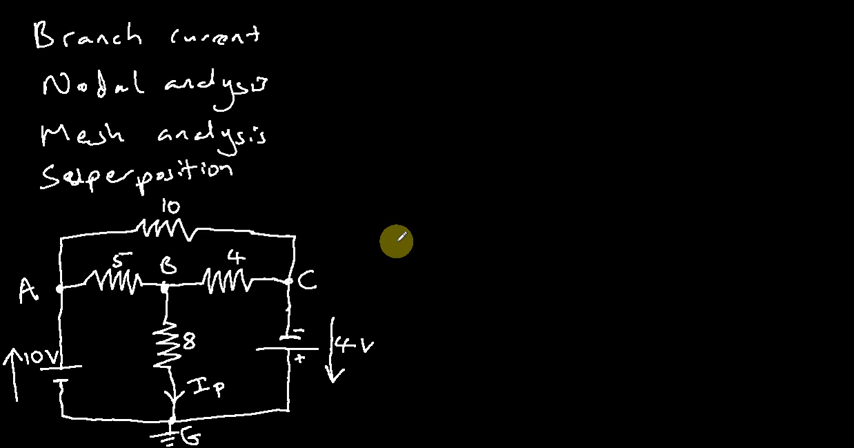 Branch current
Nodal analysis
Mesh analysis
Superposition
10
5 B 4
A C
10V 8 - 4V
+
Ip
G